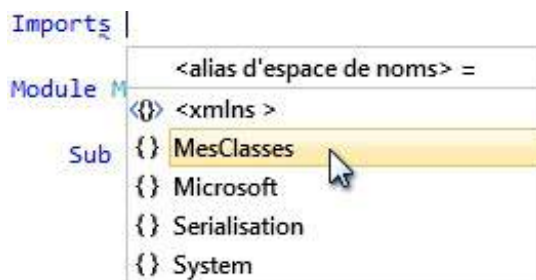 Imports
<alias d'espace de noms> =
Module M
<xmlns >
Sub {} MesClasses
{} Microsoft
{} Serialisation
{} System